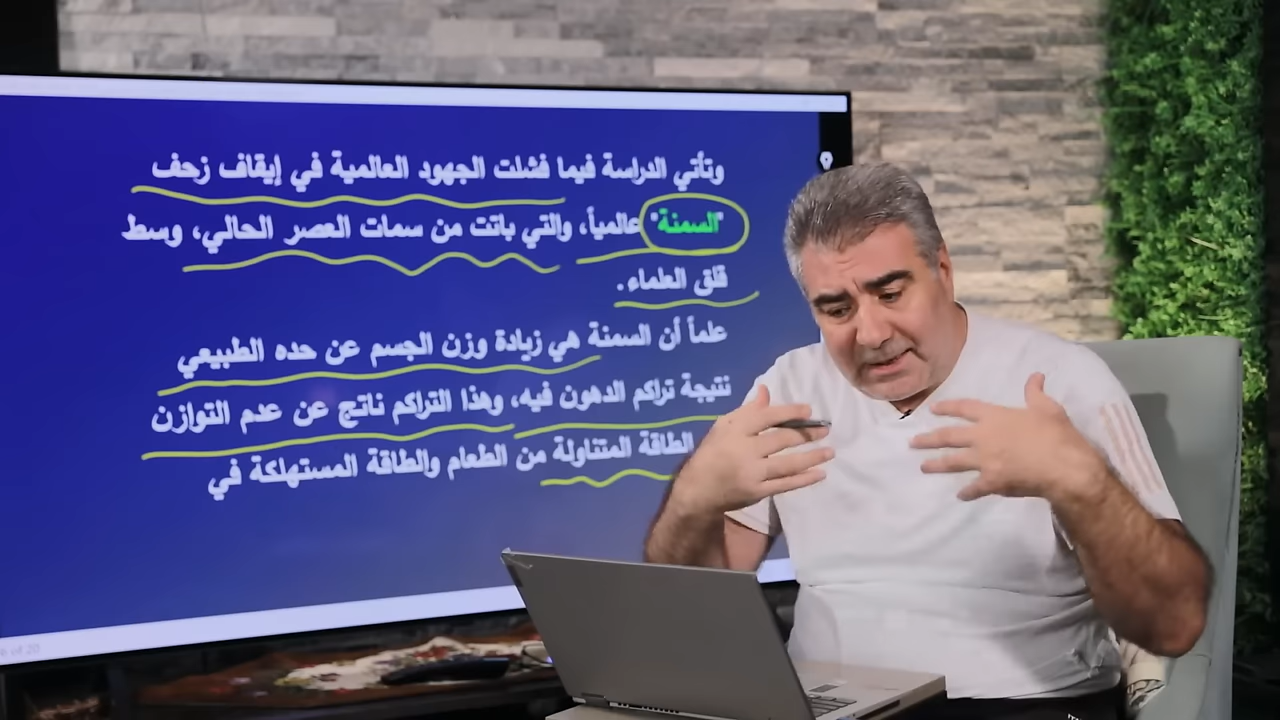 وتأتي الدراسة فيما فشلت الجهود العالمية في إيقاف زحف
"السمنة" عالمياً، والتي باتت من سمات العصر الحالي، وسط
قلق العلماء.
علماً أن السمنة هي زيادة وزن الجسم عن حده الطبيعي
نتيجة تراكم الدهون فيه، وهذا التراكم ناتج عن عدم التوازن
الطاقة المتناولة من الطعام والطاقة المستهلكة في
of 20